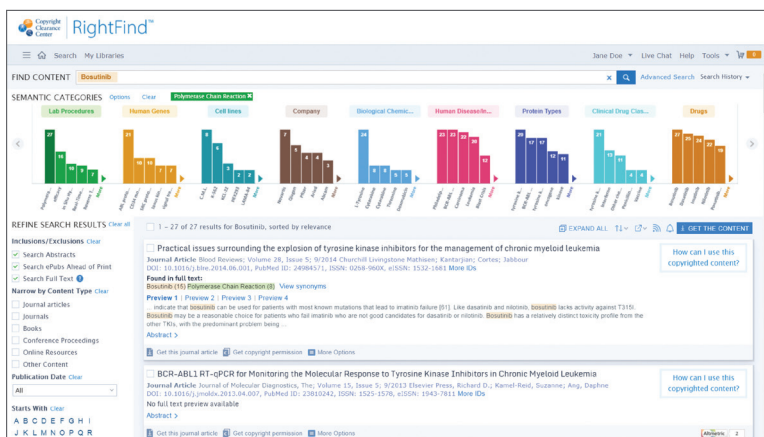 Copyright Clearance Center RightFind™
Search My Libraries Jane Doe Live Chat Help Tools 0
FIND CONTENT Bosutinib x Advanced Search Search History
SEMANTIC CATEGORIES Options Clear Polymerase Chain Reaction
Lab Procedures Human Genes Cell lines Company Biological Chemic... Human Disease/In... Protein Types Clinical Drug Clas... Drugs
More More More More More More More More More
REFINE SEARCH RESULTS Clear all
Inclusions/Exclusions Clear
Search Abstracts
Search ePubs Ahead of Print
Search Full Text
Narrow by Content Type Clear
Journal articles
Journals
Books
Conference Proceedings
Online Resources
Other Content
Publication Date Clear
All
Starts With Clear
A B C D E F G H I
J K L M N O P Q R
1 – 27 of 27 results for Bosutinib, sorted by relevance EXPAND ALL GET THE CONTENT
Practical issues surrounding the explosion of tyrosine kinase inhibitors for the management of chronic myeloid leukemia
Journal Article Blood Reviews; Volume 28, Issue 5; 9/2014 Churchill Livingstone Mathisen; Kantarjian; Cortes; Jabbour
DOI: 10.1016/j.blre.2014.06.001, PubMed ID: 24984571, ISSN: 0268-960X, eISSN: 1532-1681 More IDs
Found in full text:
Bosutinib (15) Polymerase Chain Reaction (8) View synonyms
Preview 1 | Preview 2 | Preview 3 | Preview 4
... indicate that bosutinib can be used for patients with most known mutations that lead to imatinib failure [61]. Like dasatinib and nilotinib, bosutinib lacks activity against T315I.
Bosutinib may be a reasonable choice for patients who fail imatinib who are not good candidates for dasatinib or nilotinib. Bosutinib has a relatively distinct toxicity profile from the
other TKIs, with the predominant problem being ...
Abstract >
Get this journal article Get copyright permission More Options
How can I use this
copyrighted content?
BCR-ABL1 RT-qPCR for Monitoring the Molecular Response to Tyrosine Kinase Inhibitors in Chronic Myeloid Leukemia
Journal Article Journal of Molecular Diagnostics, The; Volume 15, Issue 5; 9/2013 Elsevier Press, Richard D.; Kamel-Reid, Suzanne; Ang, Daphne
DOI: 10.1016/j.jmoldx.2013.04.007, PubMed ID: 23810242, ISSN: 1525-1578, eISSN: 1943-7811 More IDs
No full text preview available
Abstract >
Get this journal article Get copyright permission More Options
How can I use this
copyrighted content?
Altmetric 2